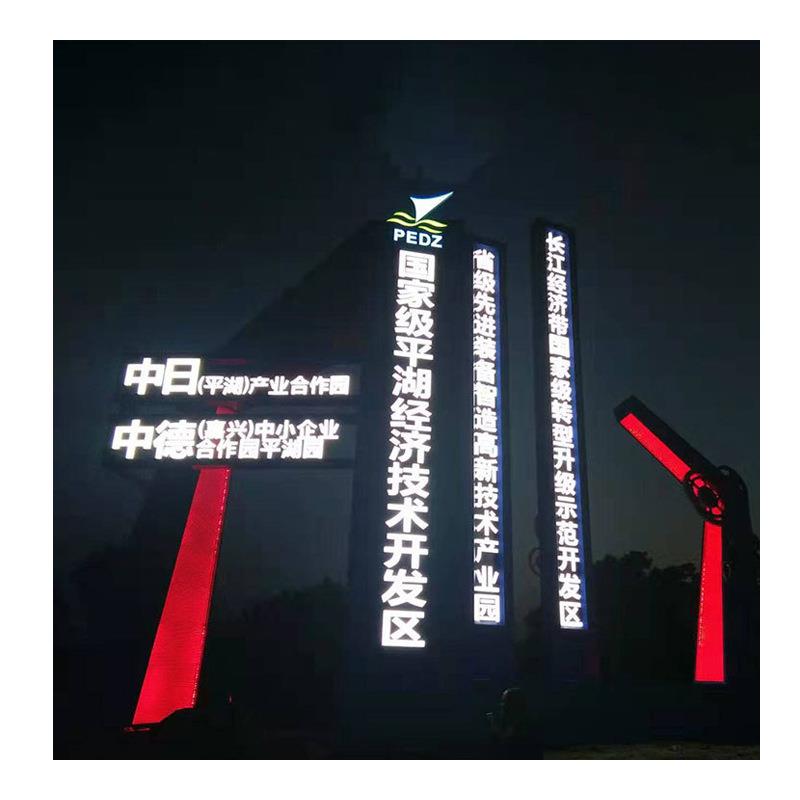 PEDZ
国家级平湖经济技术开发区
省级先进装备智造高新技术产业园
长江经济带国家级转型升级示范开发区
中日(平湖)产业合作园
中德(嘉兴)中小企业
合作园平湖园